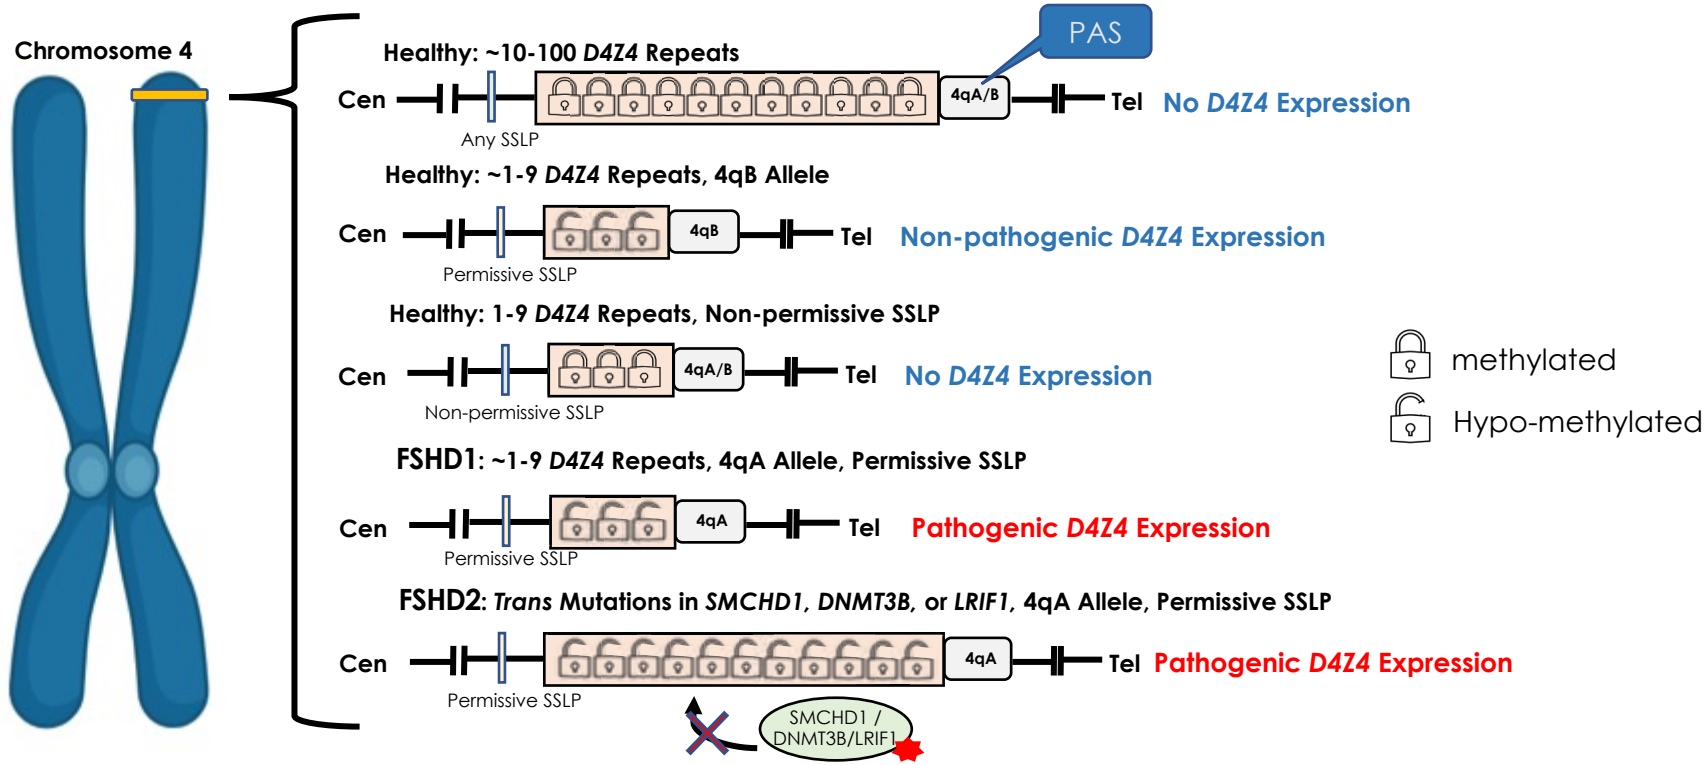 Chromosome 4
PAS
Healthy: ~10-100 D4Z4 Repeats
Cen
4qA/B
Tel
No D4Z4 Expression
Any SSLP
Healthy: ~1-9 D4Z4 Repeats, 4qB Allele
Cen
4qB
Tel
Non-pathogenic D4Z4 Expression
Permissive SSLP
Healthy: 1-9 D4Z4 Repeats, Non-permissive SSLP
Cen
4qA/B
Tel
No D4Z4 Expression
Non-permissive SSLP
methylated
Hypo-methylated
FSHD1: ~1-9 D4Z4 Repeats, 4qA Allele, Permissive SSLP
Cen
4qA
Tel
Pathogenic D4Z4 Expression
Permissive SSLP
FSHD2: Trans Mutations in SMCHD1, DNMT3B, or LRIF1, 4qA Allele, Permissive SSLP
Cen
4qA
Tel
Pathogenic D4Z4 Expression
Permissive SSLP
SMCHD1 /
DNMT3B/LRIF1